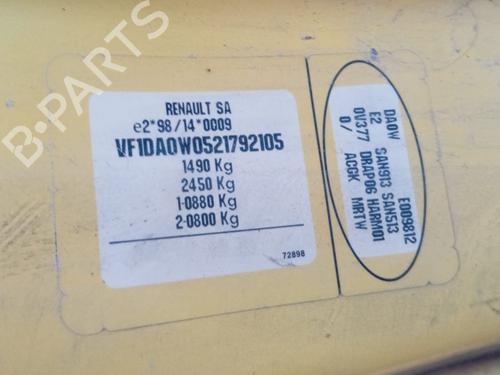 RENAULT SA
e2*98/14*0009
VF1DA0W0521792105
1490 Kg
2450 Kg
1-0880 Kg
2-0800 Kg
72898
DA0W E009812
E2 SAN913 SAN513
0V377 DRAP06 HARM01
0/ ACGK MRTW
B-PARTS